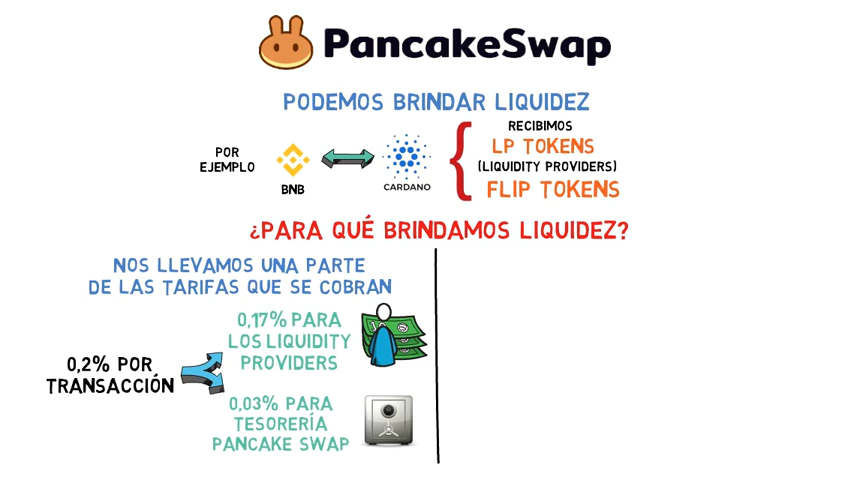 PancakeSwap
PODEMOS BRINDAR LIQUIDEZ
POR
EJEMPLO
BNB
CARDANO
RECIBIMOS
LP TOKENS
(LIQUIDITY PROVIDERS)
FLIP TOKENS
¿PARA QUÉ BRINDAMOS LIQUIDEZ?
NOS LLEVAMOS UNA PARTE
DE LAS TARIFAS QUE SE COBRAN
0,2% POR
TRANSACCIÓN
0,17% PARA
LOS LIQUIDITY
PROVIDERS
0,03% PARA
TESORERÍA
PANCAKE SWAP